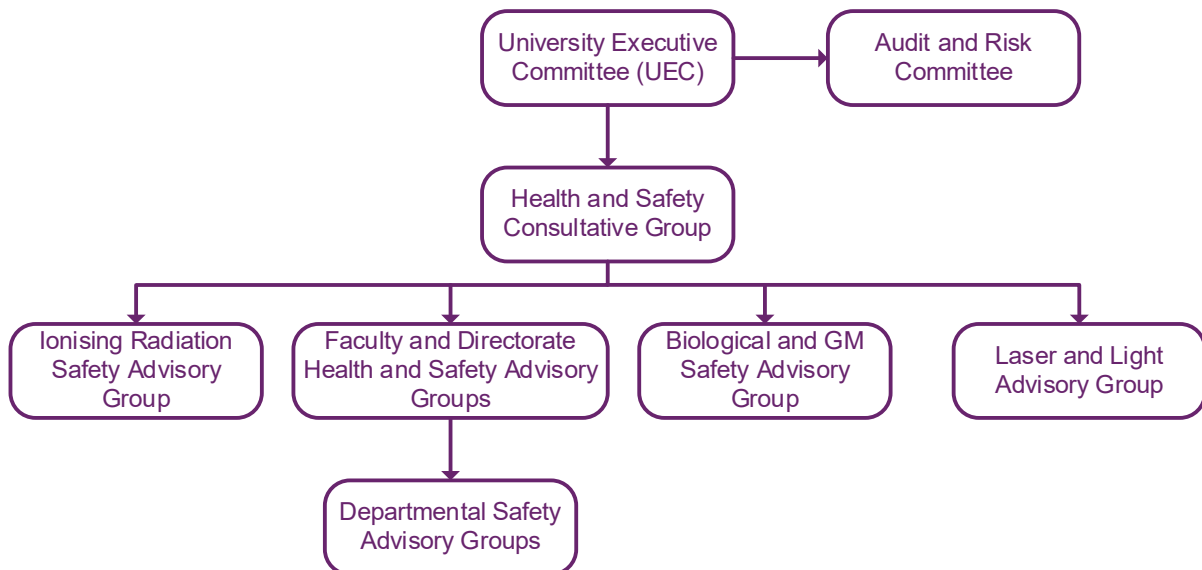 University Executive
Committee (UEC)
Audit and Risk
Committee
Health and Safety
Consultative Group
Ionising Radiation
Safety Advisory
Group
Faculty and Directorate
Health and Safety Advisory
Groups
Biological and GM
Safety Advisory
Group
Laser and Light
Advisory Group
Departmental Safety
Advisory Groups